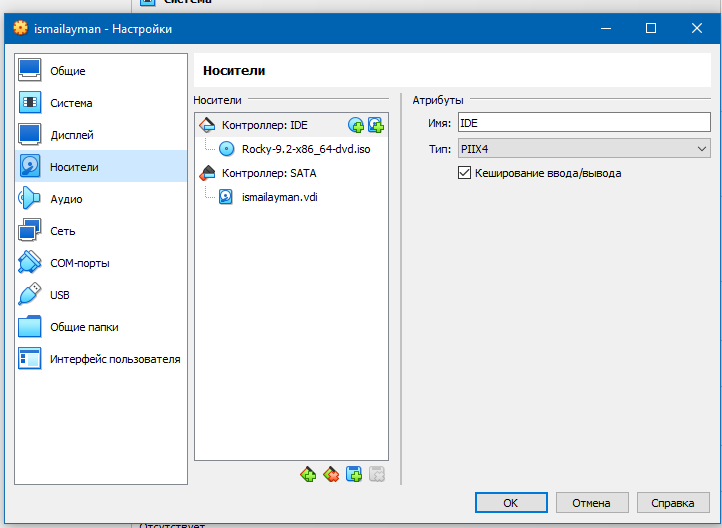 Система
ismailayman - Настройки
Общие
Система
Дисплей
Носители
Аудио
Сеть
COM-порты
USB
Общие папки
Интерфейс пользователя
Носители
Носители
Контроллер: IDE
Rocky-9.2-x86_64-dvd.iso
Контроллер: SATA
ismailayman.vdi
Атрибуты
Имя: IDE
Тип: PIIX4
Кеширование ввода/вывода
OK Отмена Справка
Отсутствует